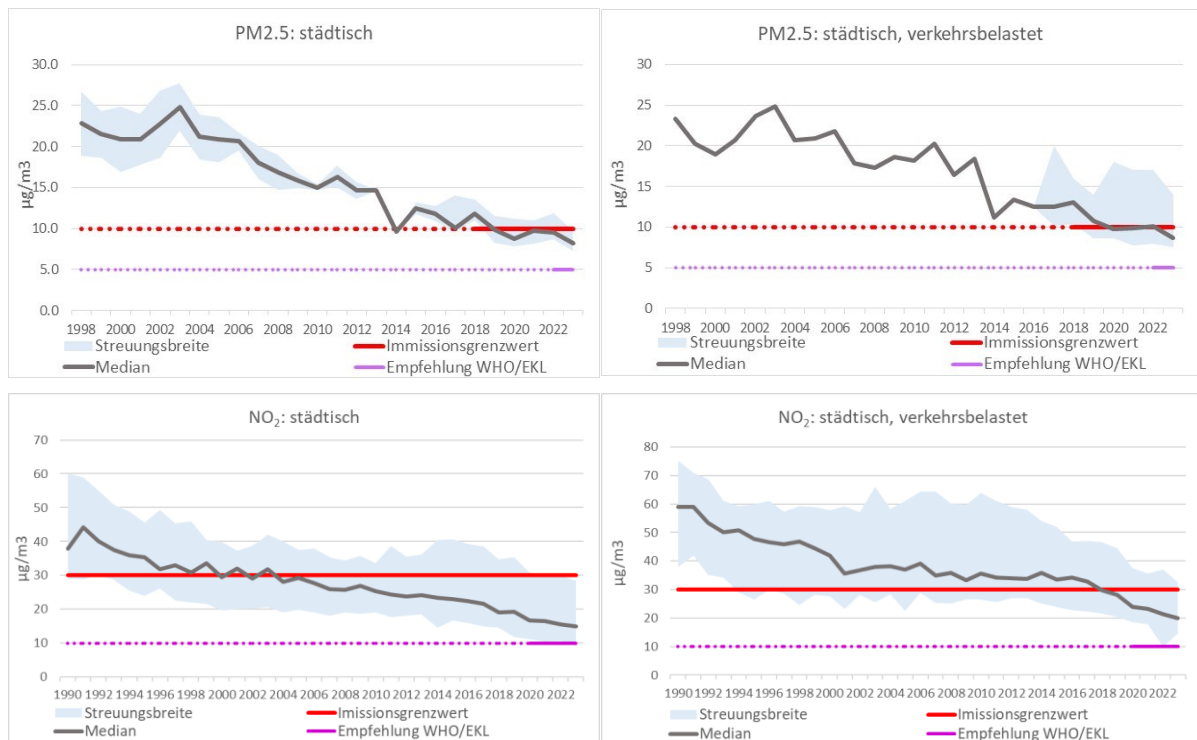 PM2.5: städtisch
µg/m3
30.0
25.0
20.0
15.0
10.0
5.0
0.0
1998 2000 2002 2004 2006 2008 2010 2012 2014 2016 2018 2020 2022
Streuungsbreite Immissionsgrenzwert
Median Empfehlung WHO/EKL
PM2.5: städtisch, verkehrsbelastet
µg/m3
30
25
20
15
10
5
0
1998 2000 2002 2004 2006 2008 2010 2012 2014 2016 2018 2020 2022
Streuungsbreite Immissionsgrenzwert
Median Empfehlung WHO/EKL
NO₂: städtisch
µg/m3
70
60
50
40
30
20
10
0
1990 1992 1994 1996 1998 2000 2002 2004 2006 2008 2010 2012 2014 2016 2018 2020 2022
Streuungsbreite Imissionsgrenzwert
Median Empfehlung WHO/EKL
NO₂: städtisch, verkehrsbelastet
µg/m3
80
70
60
50
40
30
20
10
0
1990 1992 1994 1996 1998 2000 2002 2004 2006 2008 2010 2012 2014 2016 2018 2020 2022
Streuungsbreite Imissionsgrenzwert
Median Empfehlung WHO/EKL